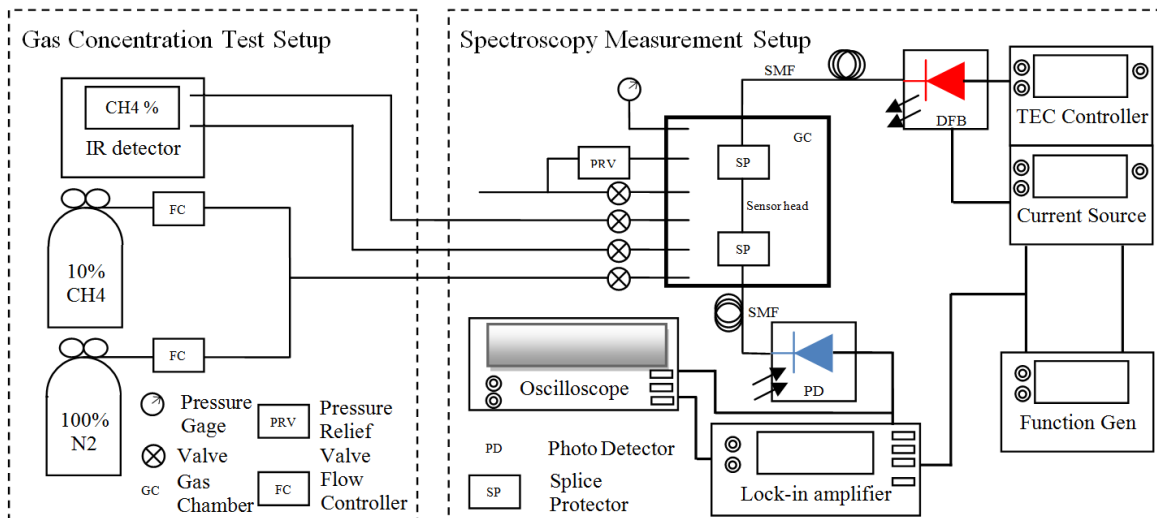 Gas Concentration Test Setup
CH4 %
IR detector
FC
10%
CH4
FC
100%
N2
Pressure
Gage
Valve
GC
Gas
Chamber
PRV
Pressure
Relief
Valve
FC
Flow
Controller
Spectroscopy Measurement Setup
SMF
DFB
TEC Controller
Current Source
GC
PRV
SP
Sensor head
SP
SMF
PD
Oscilloscope
Function Gen
Lock-in amplifier
PD
Photo Detector
SP
Splice
Protector